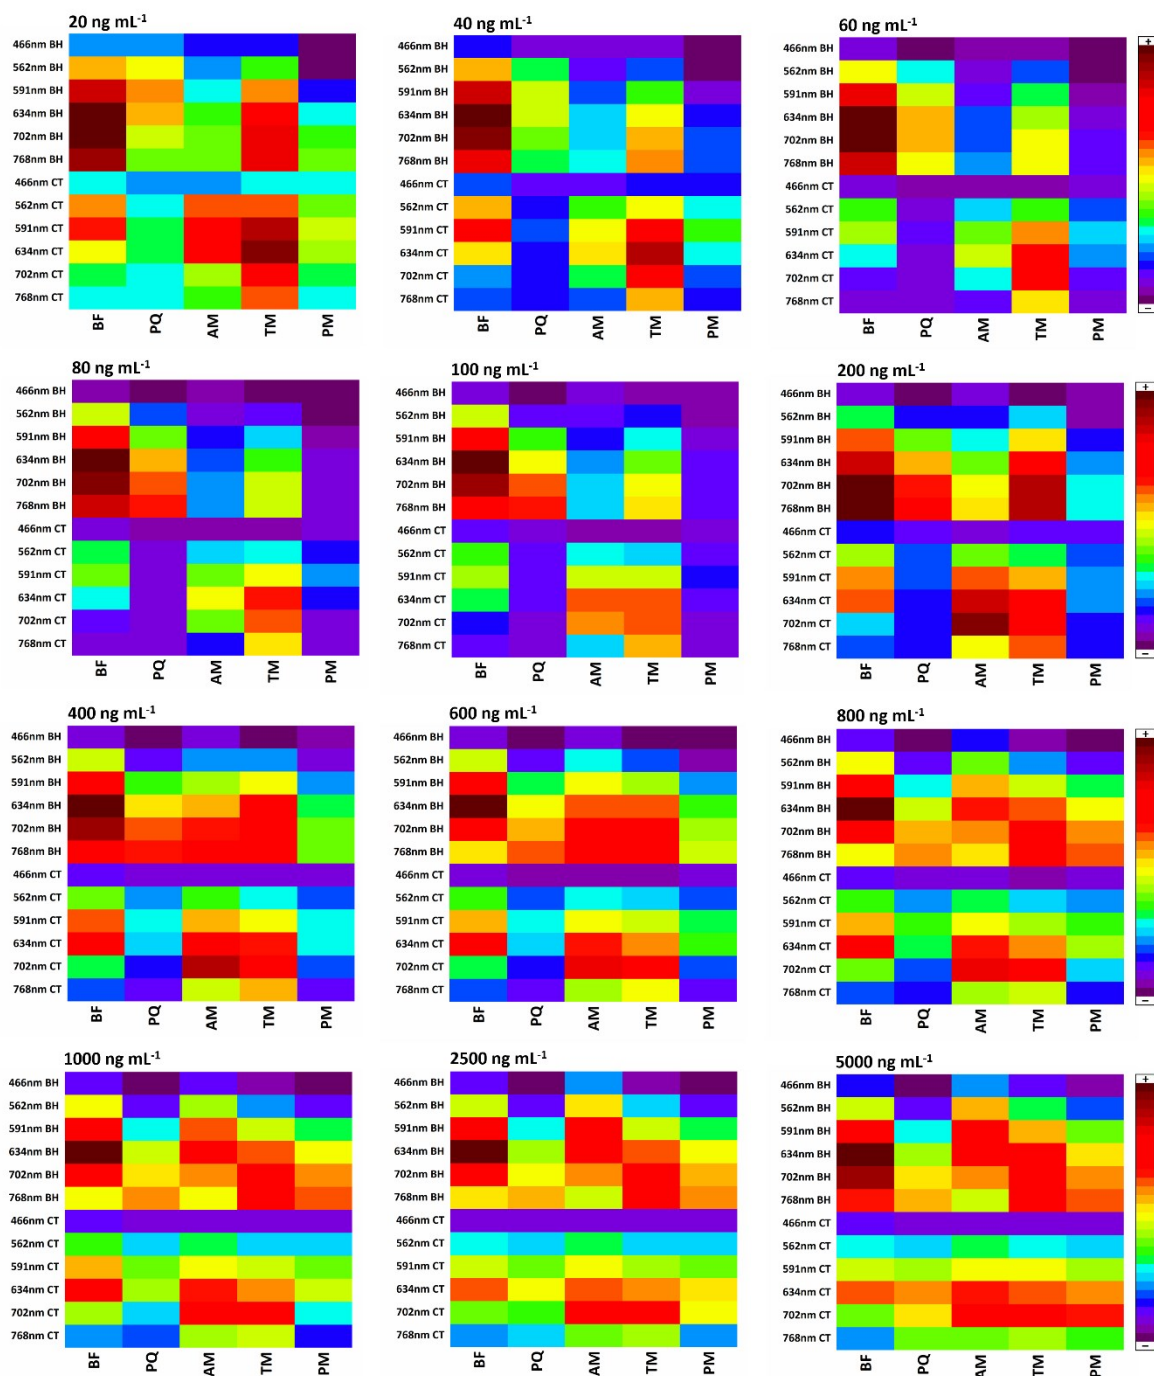 20 ng mL⁻¹
466nm BH
562nm BH
591nm BH
634nm BH
702nm BH
768nm BH
466nm CT
562nm CT
591nm CT
634nm CT
702nm CT
768nm CT
BF PQ AM TM PM
40 ng mL⁻¹
466nm BH
562nm BH
591nm BH
634nm BH
702nm BH
768nm BH
466nm CT
562nm CT
591nm CT
634nm CT
702nm CT
768nm CT
BF PQ AM TM PM
60 ng mL⁻¹
466nm BH
562nm BH
591nm BH
634nm BH
702nm BH
768nm BH
466nm CT
562nm CT
591nm CT
634nm CT
702nm CT
768nm CT
BF PQ AM TM PM
+
−
80 ng mL⁻¹
466nm BH
562nm BH
591nm BH
634nm BH
702nm BH
768nm BH
466nm CT
562nm CT
591nm CT
634nm CT
702nm CT
768nm CT
BF PQ AM TM PM
100 ng mL⁻¹
466nm BH
562nm BH
591nm BH
634nm BH
702nm BH
768nm BH
466nm CT
562nm CT
591nm CT
634nm CT
702nm CT
768nm CT
BF PQ AM TM PM
200 ng mL⁻¹
466nm BH
562nm BH
591nm BH
634nm BH
702nm BH
768nm BH
466nm CT
562nm CT
591nm CT
634nm CT
702nm CT
768nm CT
BF PQ AM TM PM
+
−
400 ng mL⁻¹
466nm BH
562nm BH
591nm BH
634nm BH
702nm BH
768nm BH
466nm CT
562nm CT
591nm CT
634nm CT
702nm CT
768nm CT
BF PQ AM TM PM
600 ng mL⁻¹
466nm BH
562nm BH
591nm BH
634nm BH
702nm BH
768nm BH
466nm CT
562nm CT
591nm CT
634nm CT
702nm CT
768nm CT
BF PQ AM TM PM
800 ng mL⁻¹
466nm BH
562nm BH
591nm BH
634nm BH
702nm BH
768nm BH
466nm CT
562nm CT
591nm CT
634nm CT
702nm CT
768nm CT
BF PQ AM TM PM
+
−
1000 ng mL⁻¹
466nm BH
562nm BH
591nm BH
634nm BH
702nm BH
768nm BH
466nm CT
562nm CT
591nm CT
634nm CT
702nm CT
768nm CT
BF PQ AM TM PM
2500 ng mL⁻¹
466nm BH
562nm BH
591nm BH
634nm BH
702nm BH
768nm BH
466nm CT
562nm CT
591nm CT
634nm CT
702nm CT
768nm CT
BF PQ AM TM PM
5000 ng mL⁻¹
466nm BH
562nm BH
591nm BH
634nm BH
702nm BH
768nm BH
466nm CT
562nm CT
591nm CT
634nm CT
702nm CT
768nm CT
BF PQ AM TM PM
+
−